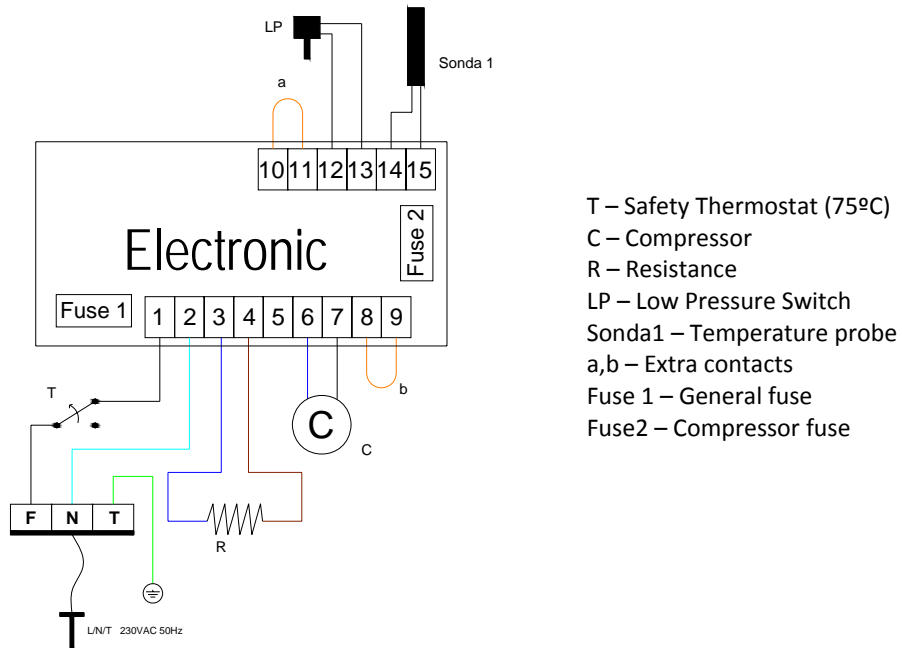 LP
Sonda 1
a
10 11 12 13 14 15
Electronic
Fuse 2
Fuse 1
1 2 3 4 5 6 7 8 9
T
b
C
C
F N T
R
L/N/T 230VAC 50Hz
T – Safety Thermostat (75ºC)
C – Compressor
R – Resistance
LP – Low Pressure Switch
Sonda1 – Temperature probe
a,b – Extra contacts
Fuse 1 – General fuse
Fuse2 – Compressor fuse